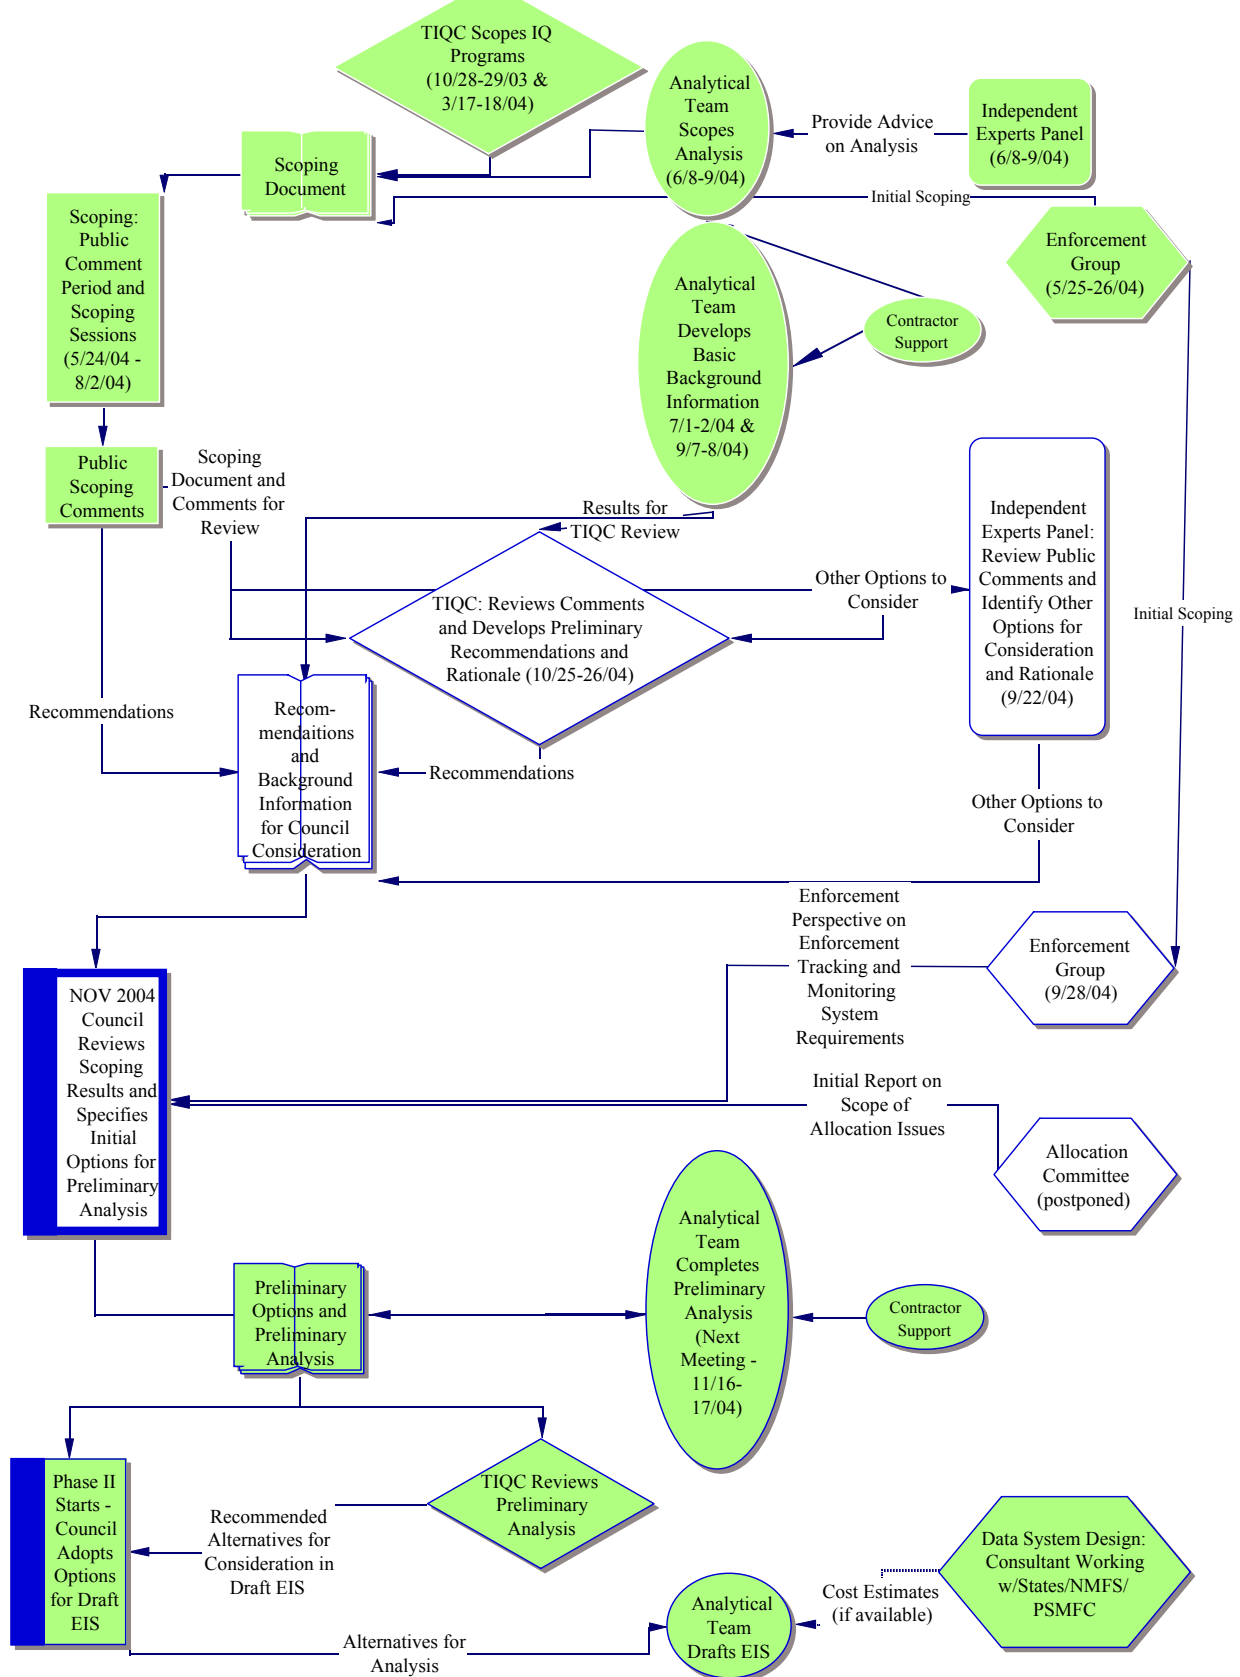 TIQC Scopes IQ
Programs
(10/28-29/03 &
3/17-18/04)
Analytical
Team
Scopes
Analysis
(6/8-9/04)
Provide Advice
on Analysis
Independent
Experts Panel
(6/8-9/04)
Scoping
Document
Initial Scoping
Scoping:
Public
Comment
Period and
Scoping
Sessions
(5/24/04 -
8/2/04)
Enforcement
Group
(5/25-26/04)
Analytical
Team
Develops
Basic
Background
Information
7/1-2/04 &
9/7-8/04)
Contractor
Support
Public
Scoping
Comments
Scoping
Document and
Comments for
Review
Results for
TIQC Review
Independent
Experts Panel:
Review Public
Comments and
Identify Other
Options for
Consideration
and Rationale
(9/22/04)
Other Options to
Consider
Initial Scoping
TIQC: Reviews Comments
and Develops Preliminary
Recommendations and
Rationale (10/25-26/04)
Recommendations
Recom-
mendaitions
and
Background
Information
for Council
Consideration
Recommendations
Other Options to
Consider
Enforcement
Perspective on
Enforcement
Tracking and
Monitoring
System
Requirements
Enforcement
Group
(9/28/04)
NOV 2004
Council
Reviews
Scoping
Results and
Specifies
Initial
Options for
Preliminary
Analysis
Initial Report on
Scope of
Allocation Issues
Allocation
Committee
(postponed)
Analytical
Team
Completes
Preliminary
Analysis
(Next
Meeting -
11/16-
17/04)
Preliminary
Options and
Preliminary
Analysis
Contractor
Support
Phase II
Starts -
Council
Adopts
Options
for Draft
EIS
Recommended
Alternatives for
Consideration in
Draft EIS
TIQC Reviews
Preliminary
Analysis
Data System Design:
Consultant Working
w/States/NMFS/
PSMFC
Cost Estimates
(if available)
Analytical
Team
Drafts EIS
Alternatives for
Analysis